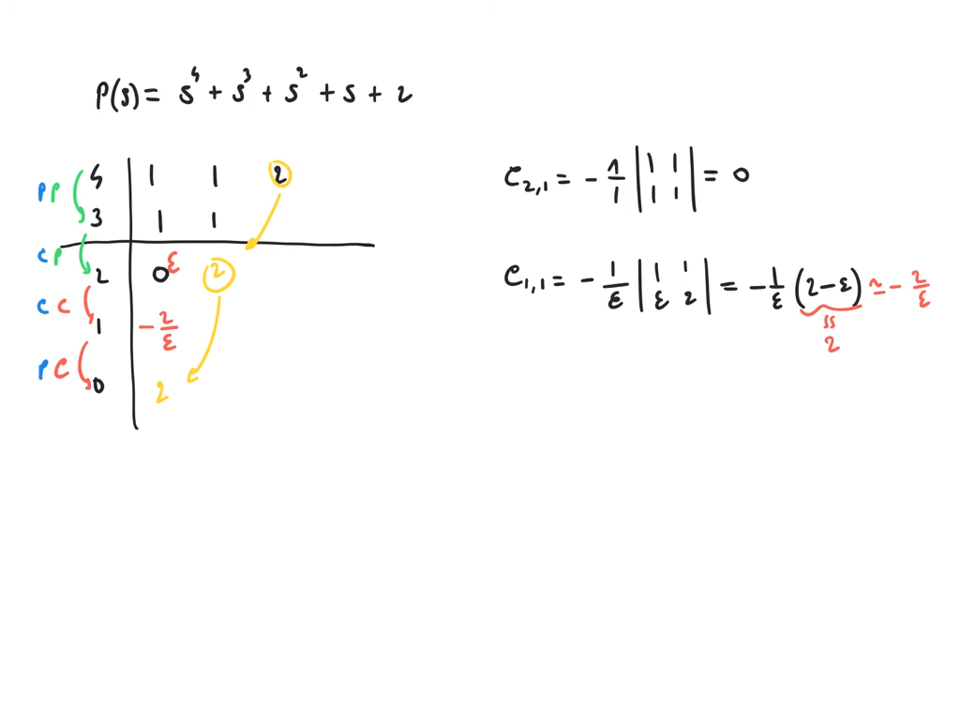 P(s) = s⁴ + s³ + s² + s + 2
PP 4 | 1 1 2
3 | 1 1
CP
2 | 0 ε 2
CC
1 | -2/ε
PC
0 | 2
C₂,₁ = - 1/1 | 1 1 ; 1 1 | = 0
C₁,₁ = - 1/ε | 1 1 ; ε 2 | = - 1/ε (2-ε) ≃ - 2/ε
≈
2